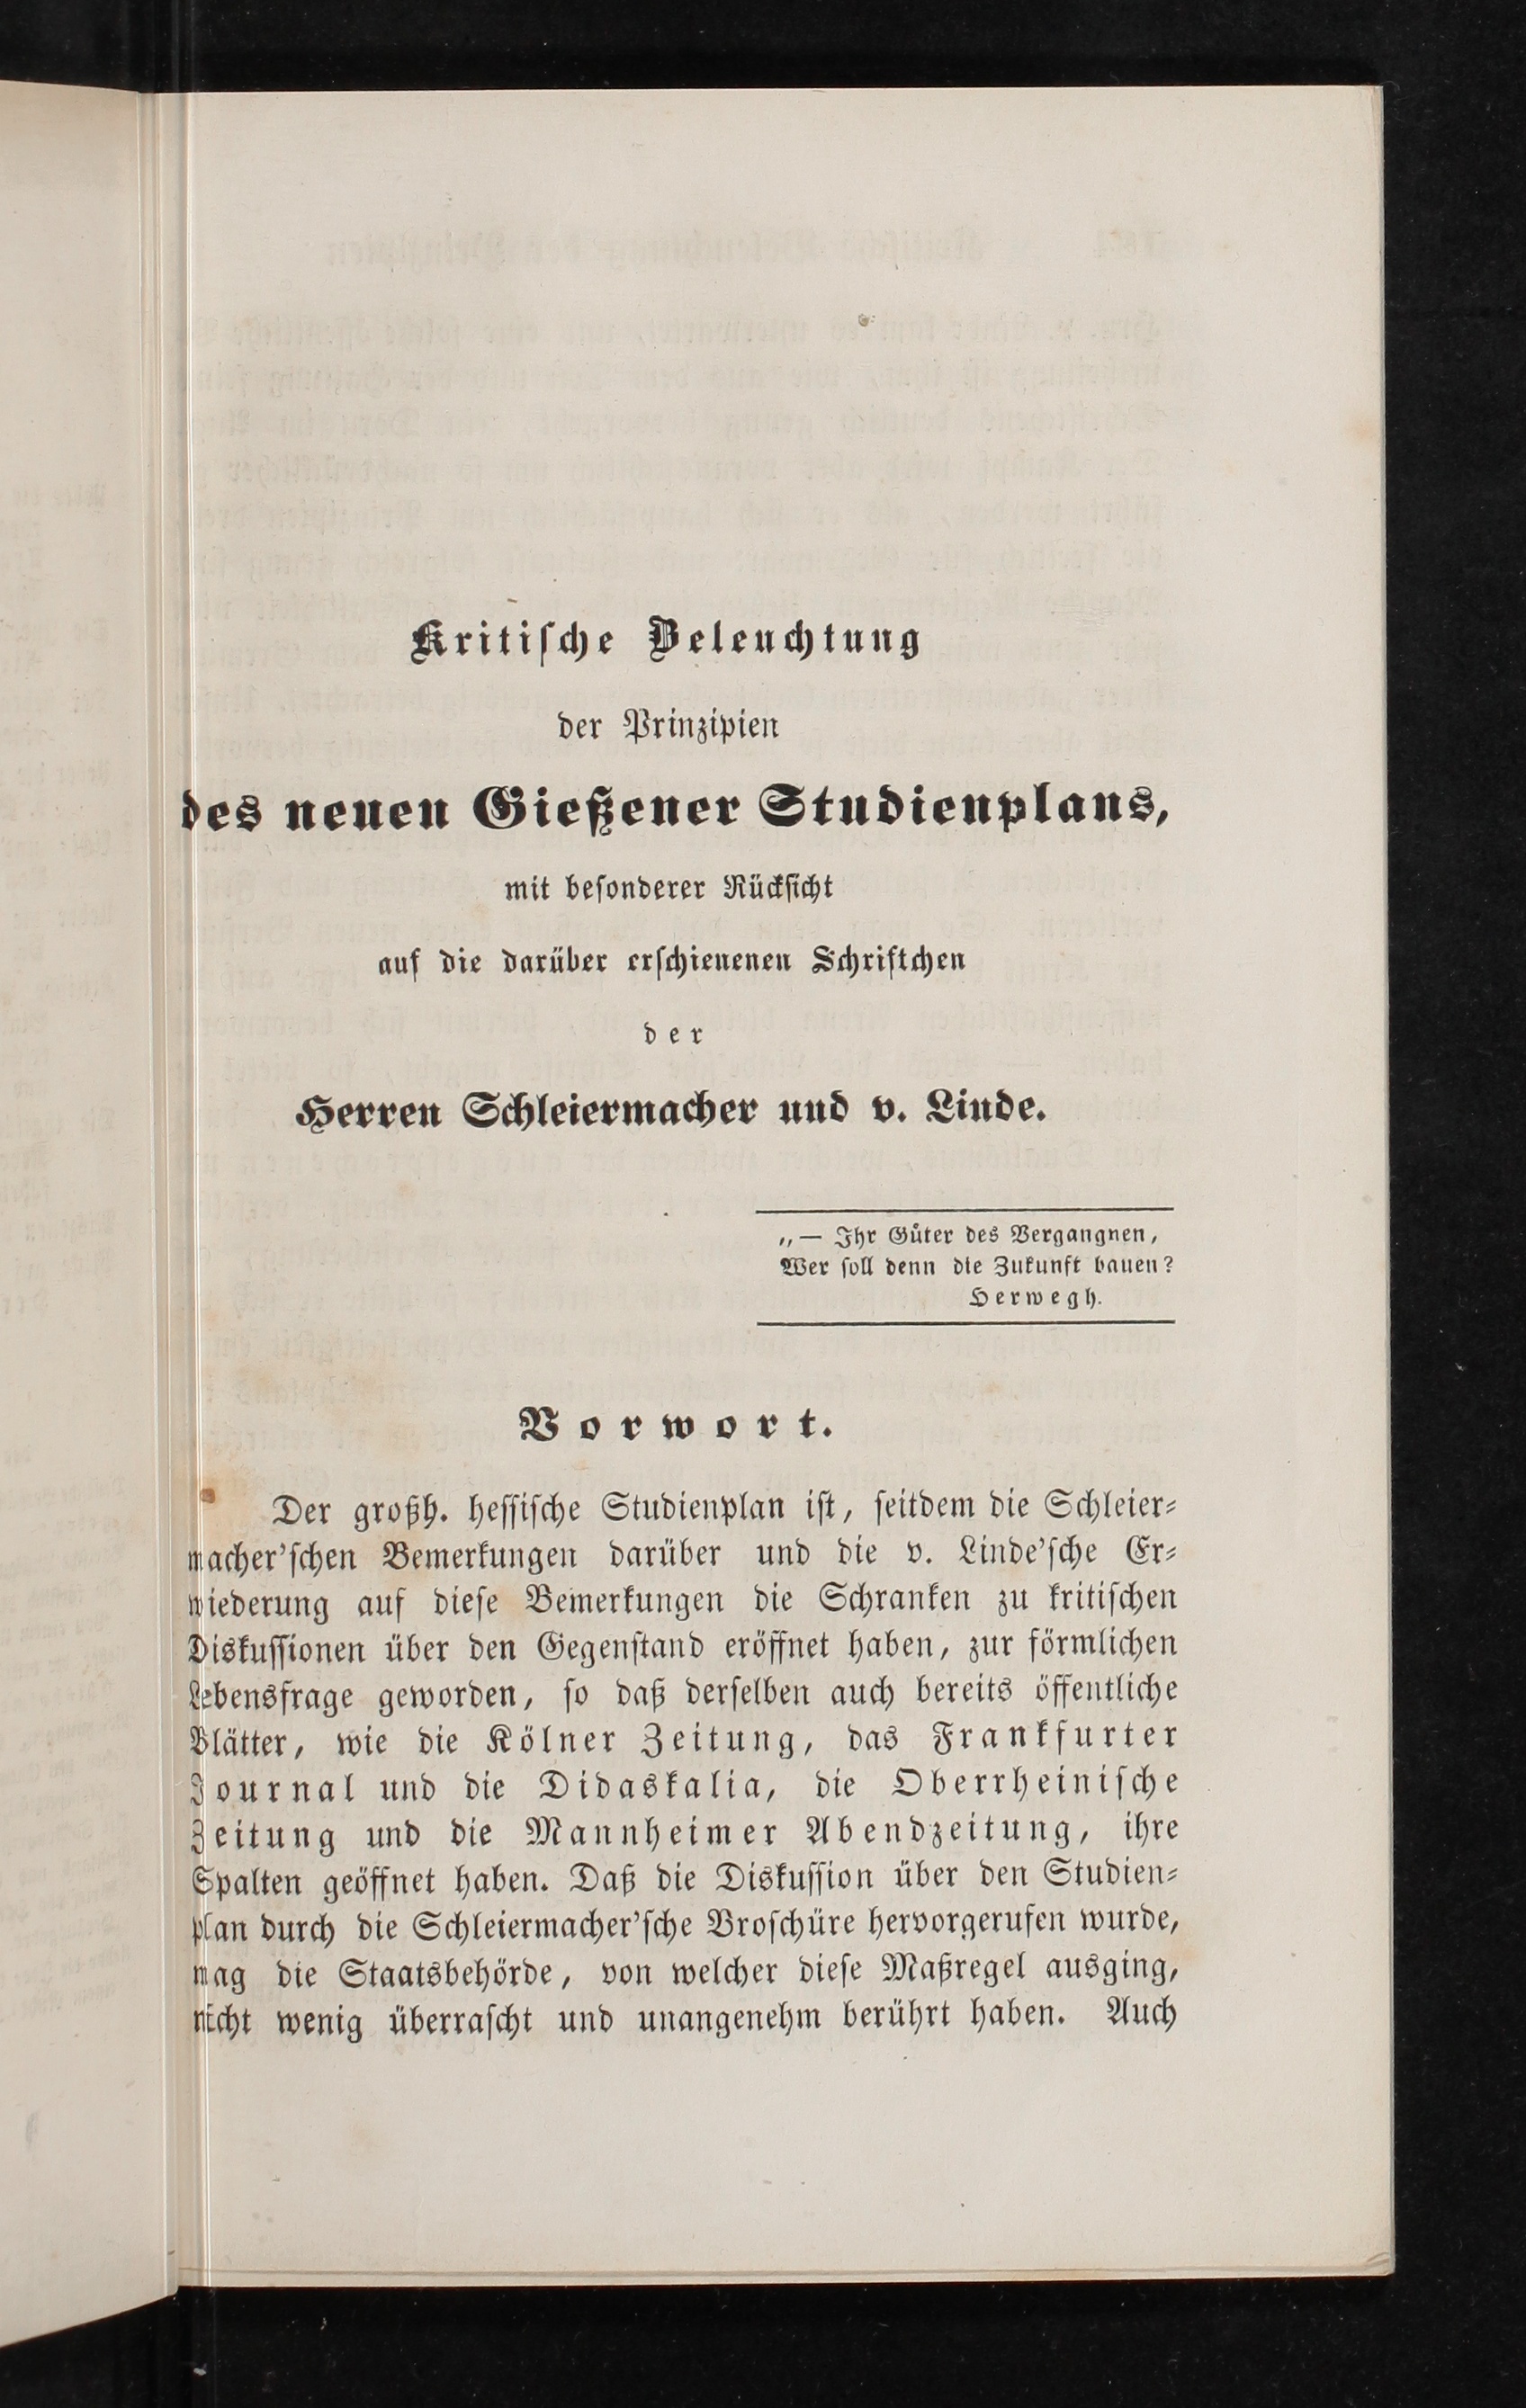 Kritiſche Beleuchtung
der Prinzipien
des neuen Gießener Studienplans,
mit beſonderer Rückſicht
auf die darüber erſchienenen Schriftchen
der
Herren Schleiermacher und v. Linde.
„— Ihr Güter des Vergangnen,
Wer ſoll denn die Zukunft bauen?
Herwegh.
Vorwort.
Der großh. heſſiſche Studienplan iſt, ſeitdem die Schleier⸗
macher'ſchen Bemerkungen darüber und die v. Linde'ſche Er⸗
wiederung auf dieſe Bemerkungen die Schranken zu kritiſchen
Diskuſſionen über den Gegenſtand eröffnet haben, zur förmlichen
Lebensfrage geworden, ſo daß derſelben auch bereits öffentliche
Blätter, wie die Kölner Zeitung, das Frankfurter
Journal und die Didaskalia, die Oberrheiniſche
Zeitung und die Mannheimer Abendzeitung, ihre
Spalten geöffnet haben. Daß die Diskuſſion über den Studien⸗
plan durch die Schleiermacher'ſche Broſchüre hervorgerufen wurde,
mag die Staatsbehörde, von welcher dieſe Maßregel ausging,
nicht wenig überraſcht und unangenehm berührt haben. Auch